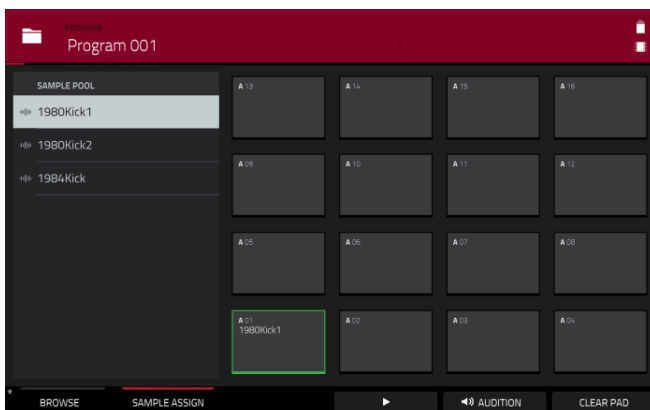 PROGRAM
Program 001
SAMPLE POOL
1980Kick1
1980Kick2
1984Kick
A 13
A 14
A 15
A 16
A 09
A 10
A 11
A 12
A 05
A 06
A 07
A 08
A 01
1980Kick1
A 02
A 03
A 04
BROWSE
SAMPLE ASSIGN
AUDITION
CLEAR PAD